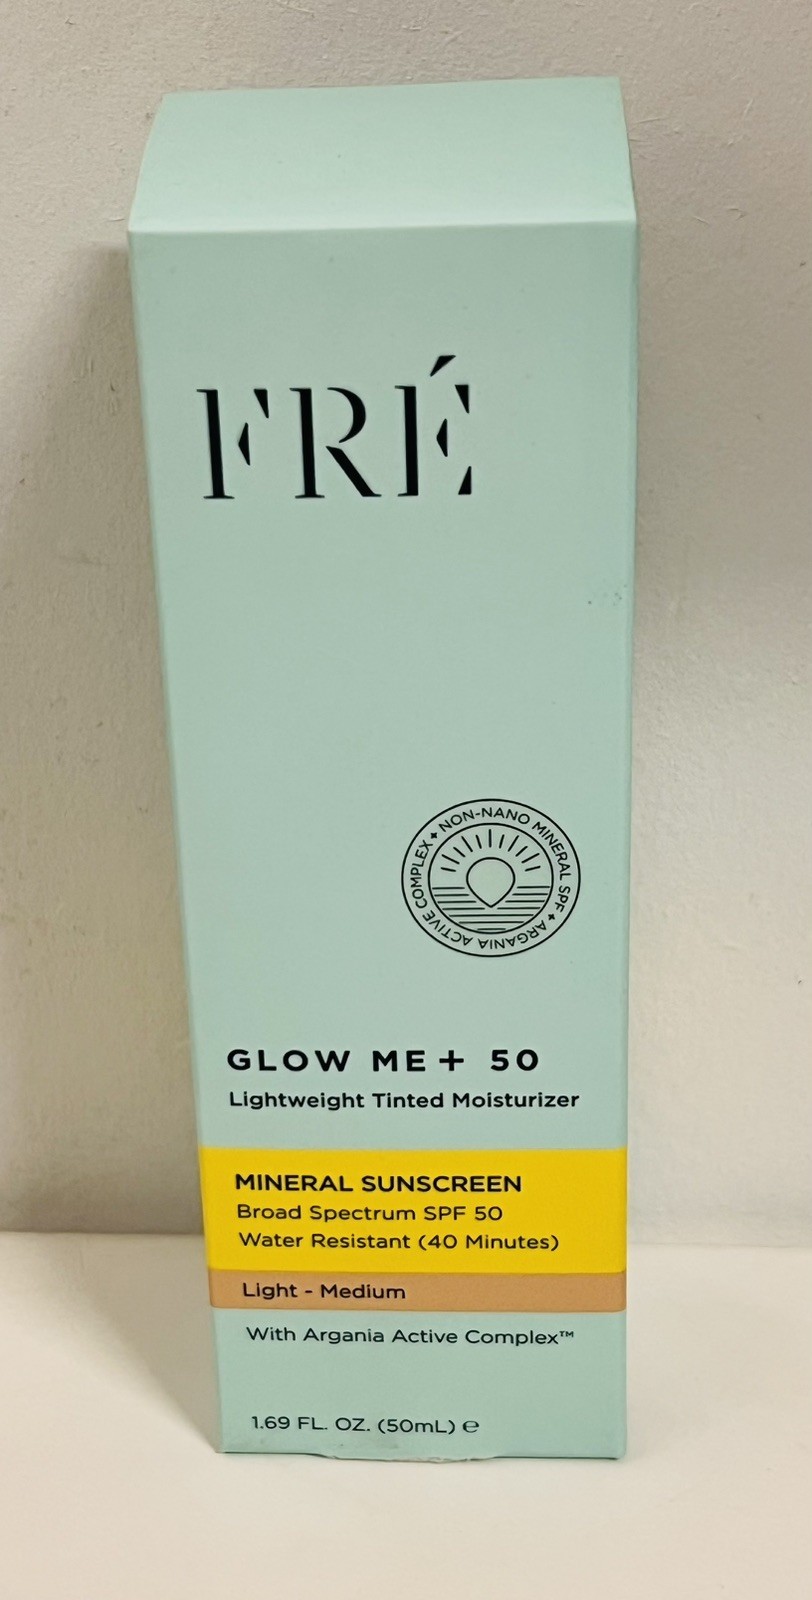 FRÉ
NON-NANO MINERAL SPF + ARGANIA ACTIVE COMPLEX +
GLOW ME+ 50
Lightweight Tinted Moisturizer
MINERAL SUNSCREEN
Broad Spectrum SPF 50
Water Resistant (40 Minutes)
Light - Medium
With Argania Active Complex™
1.69 FL. OZ. (50mL) ℮